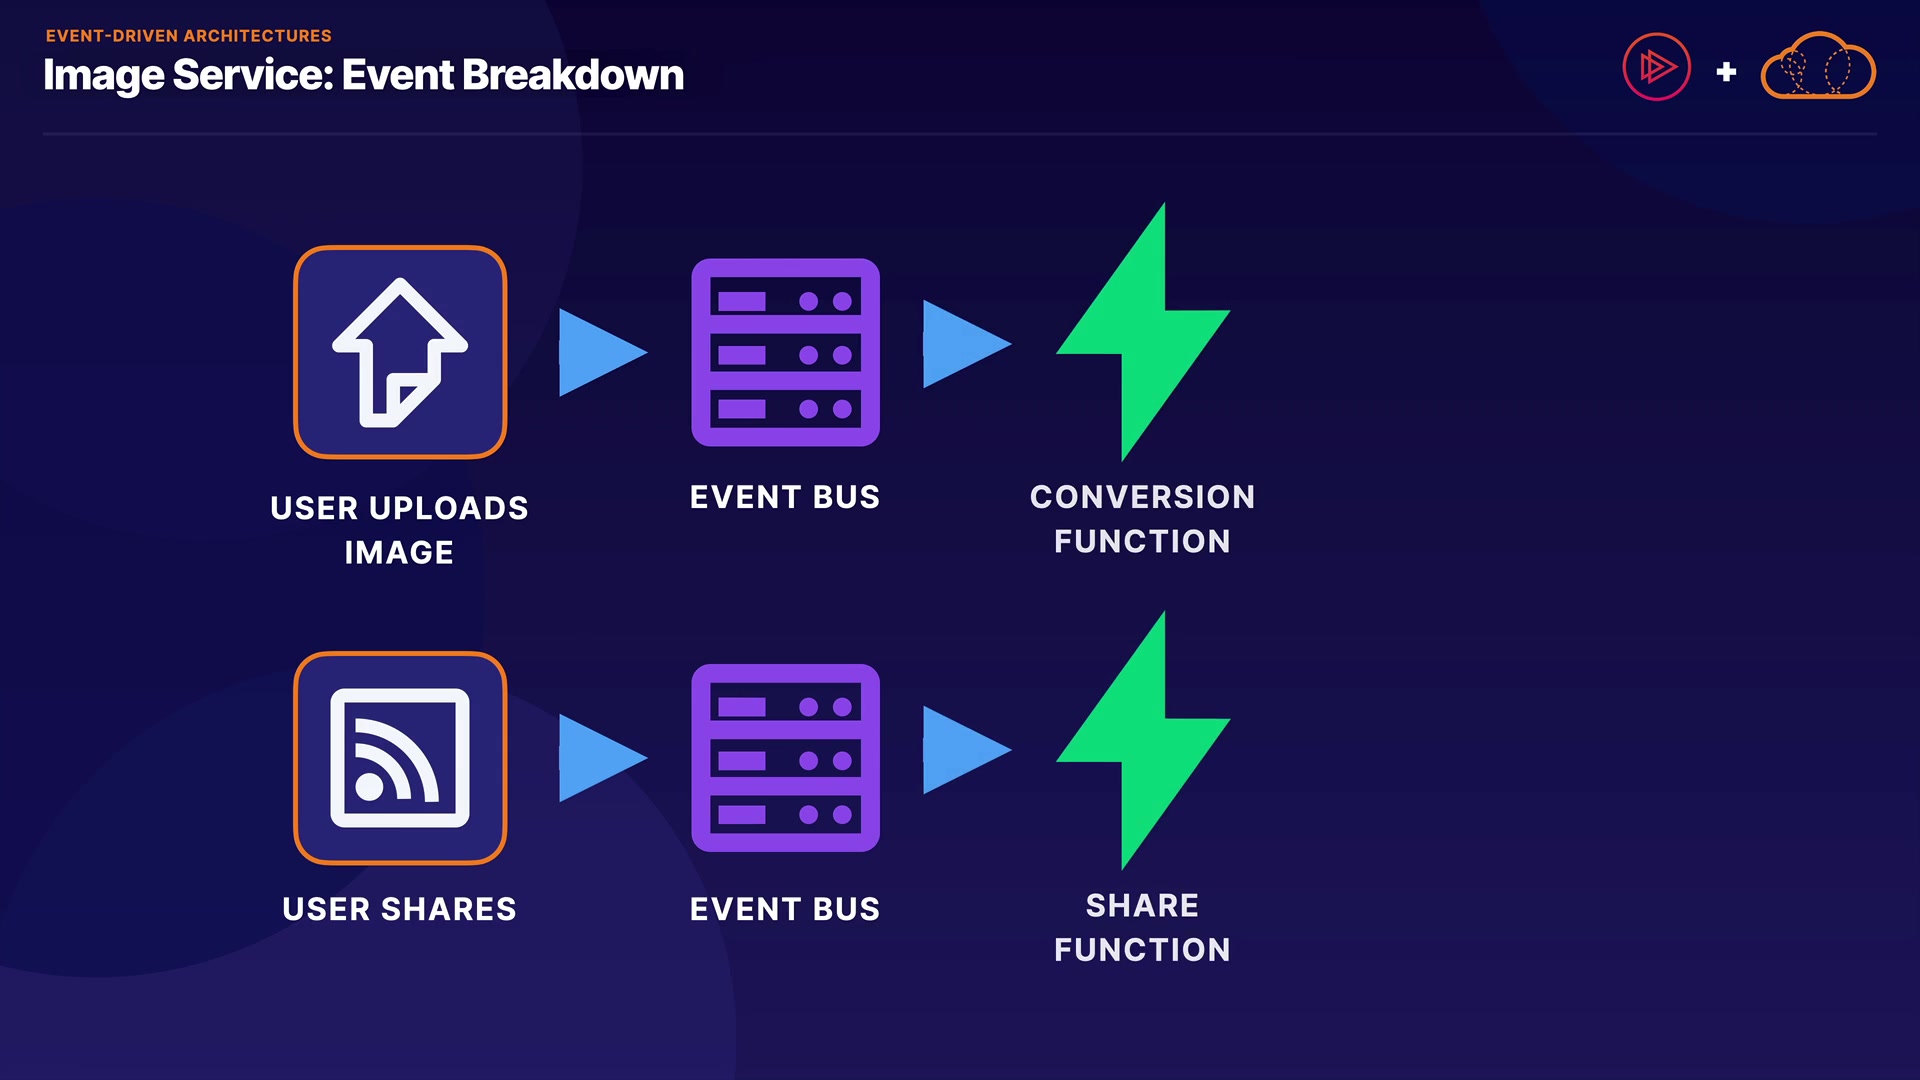 EVENT-DRIVEN ARCHITECTURES
Image Service: Event Breakdown
USER UPLOADS
IMAGE
EVENT BUS
CONVERSION
FUNCTION
USER SHARES
EVENT BUS
SHARE
FUNCTION